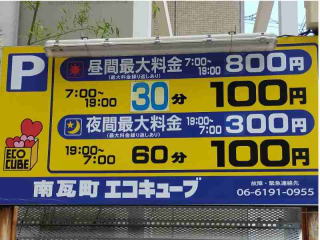 P
昼間最大料金 7:00〜19:00 800円
(最大料金繰り返しあり)
7:00〜19:00 30分 100円
夜間最大料金 19:00〜7:00 300円
(最大料金繰り返しあり)
19:00〜7:00 60分 100円
ECO CUBE
南瓦町 エコキューブ
故障・緊急連絡先
06-6191-0955